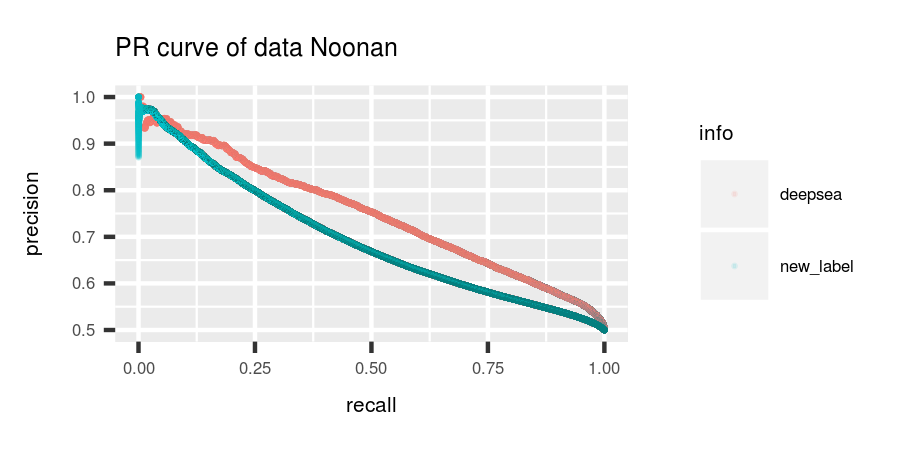 PR curve of data Noonan
precision
1.0
0.9
0.8
0.7
0.6
0.5
0.00 0.25 0.50 0.75 1.00
recall
info
deepsea
new_label